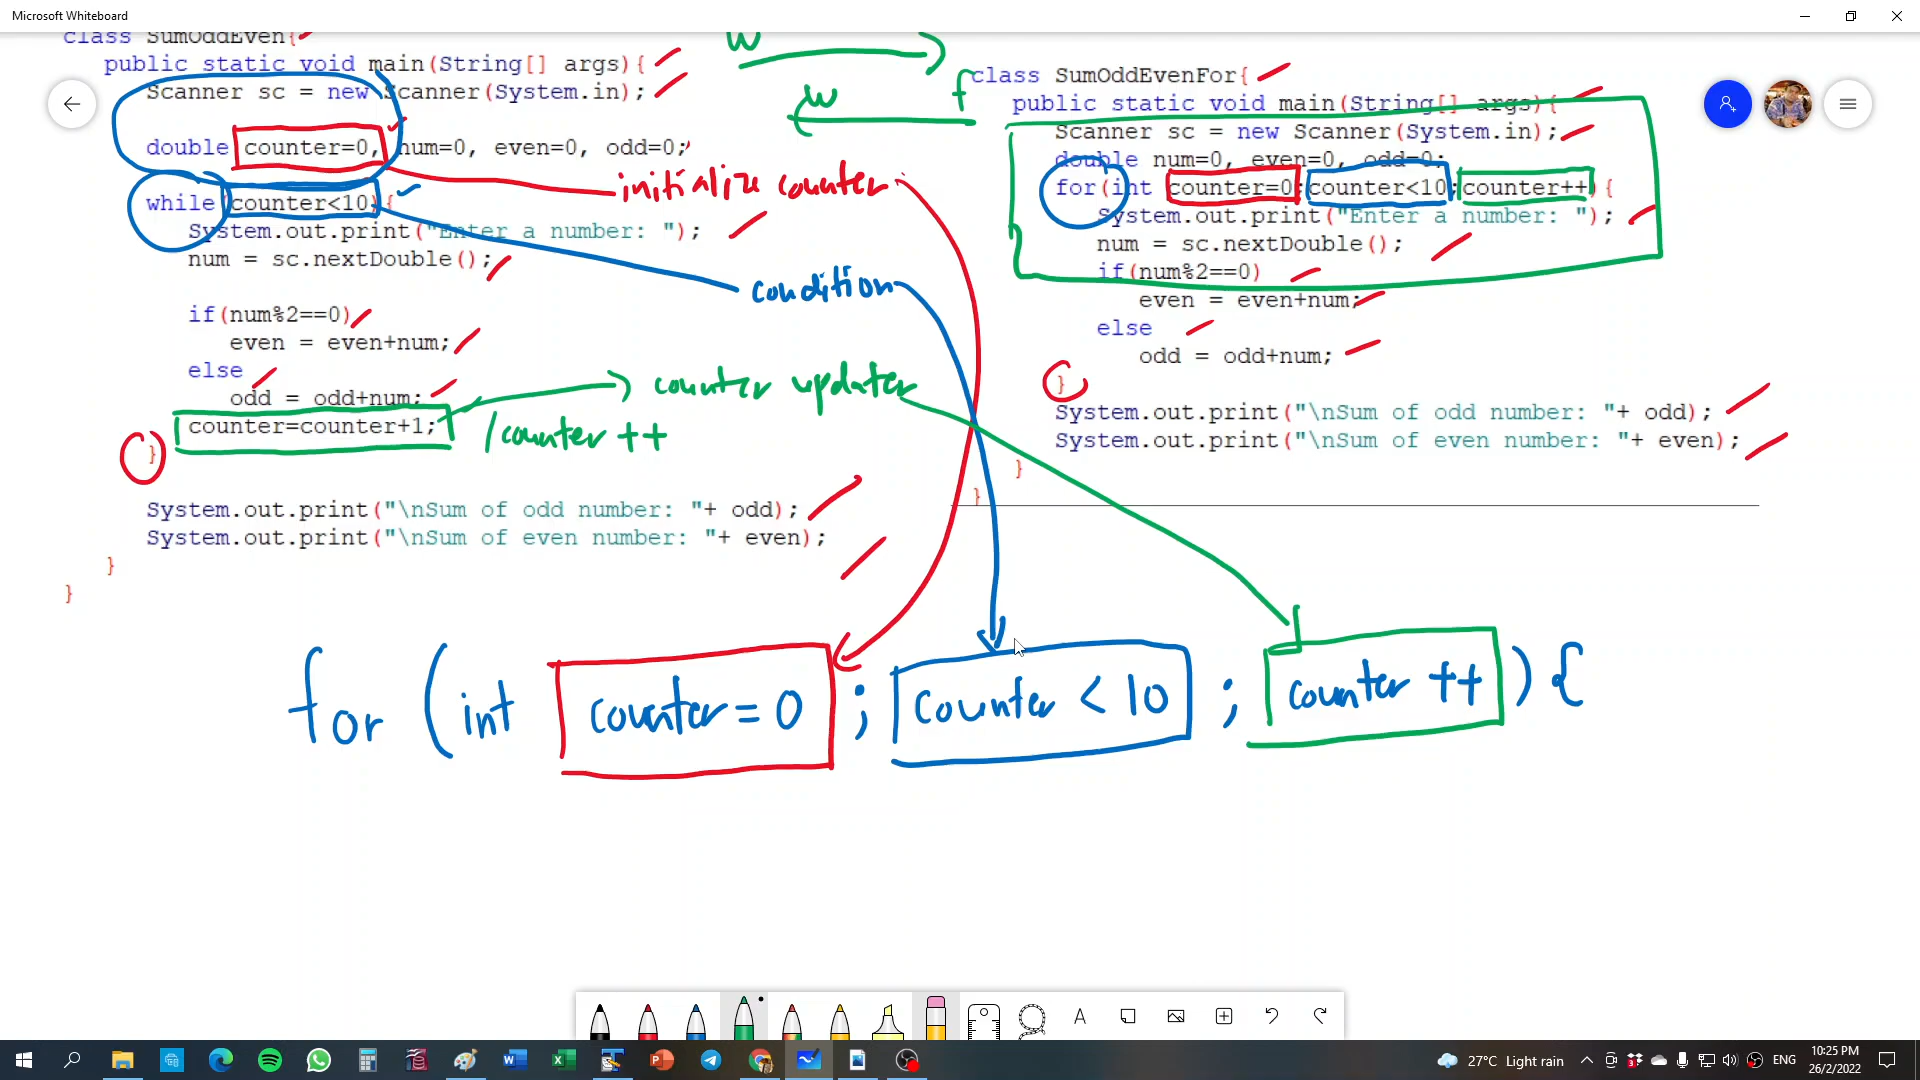 Microsoft Whiteboard
class SumOddEven{
public static void main(String[] args){
Scanner sc = new Scanner(System.in);
double counter=0, num=0, even=0, odd=0;
while(counter<10){
System.out.print("Enter a number: ");
num = sc.nextDouble();
if(num%2==0)
even = even+num;
else
odd = odd+num;
counter=counter+1;
}
System.out.print("\nSum of odd number: "+ odd);
System.out.print("\nSum of even number: "+ even);
}
}
w
w f
initialize counter
condition
counter updater
/counter ++
class SumOddEvenFor{
public static void main(String[] args){
Scanner sc = new Scanner(System.in);
double num=0, even=0, odd=0;
for(int counter=0;counter<10;counter++){
System.out.print("Enter a number: ");
num = sc.nextDouble();
if(num%2==0)
even = even+num;
else
odd = odd+num;
}
System.out.print("\nSum of odd number: "+ odd);
System.out.print("\nSum of even number: "+ even);
}
}
for (int counter = 0 ; counter < 10 ; counter ++ ) {
A
27°C Light rain
ENG
10:25 PM
26/2/2022